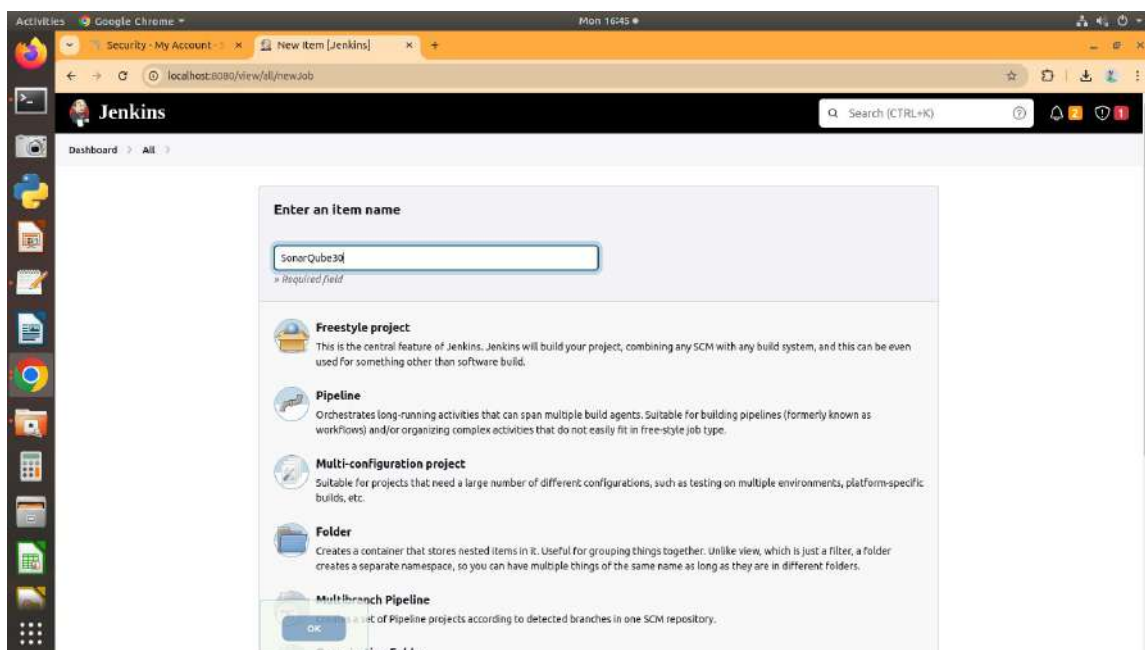 Activities
Google Chrome
Mon 16:45
Security - My Account -
New Item [Jenkins]
localhost:8080/view/all/newJob
Jenkins
Search (CTRL+K)
2
1
Dashboard
All
Enter an item name
SonarQube30
» Required field
Freestyle project
This is the central feature of Jenkins. Jenkins will build your project, combining any SCM with any build system, and this can be even
used for something other than software build.
Pipeline
Orchestrates long-running activities that can span multiple build agents. Suitable for building pipelines (formerly known as
workflows) and/or organizing complex activities that do not easily fit in free-style job type.
Multi-configuration project
Suitable for projects that need a large number of different configurations, such as testing on multiple environments, platform-specific
builds, etc.
Folder
Creates a container that stores nested items in it. Useful for grouping things together. Unlike view, which is just a filter, a folder
creates a separate namespace, so you can have multiple things of the same name as long as they are in different folders.
Multibranch Pipeline
Creates a set of Pipeline projects according to detected branches in one SCM repository.
OK